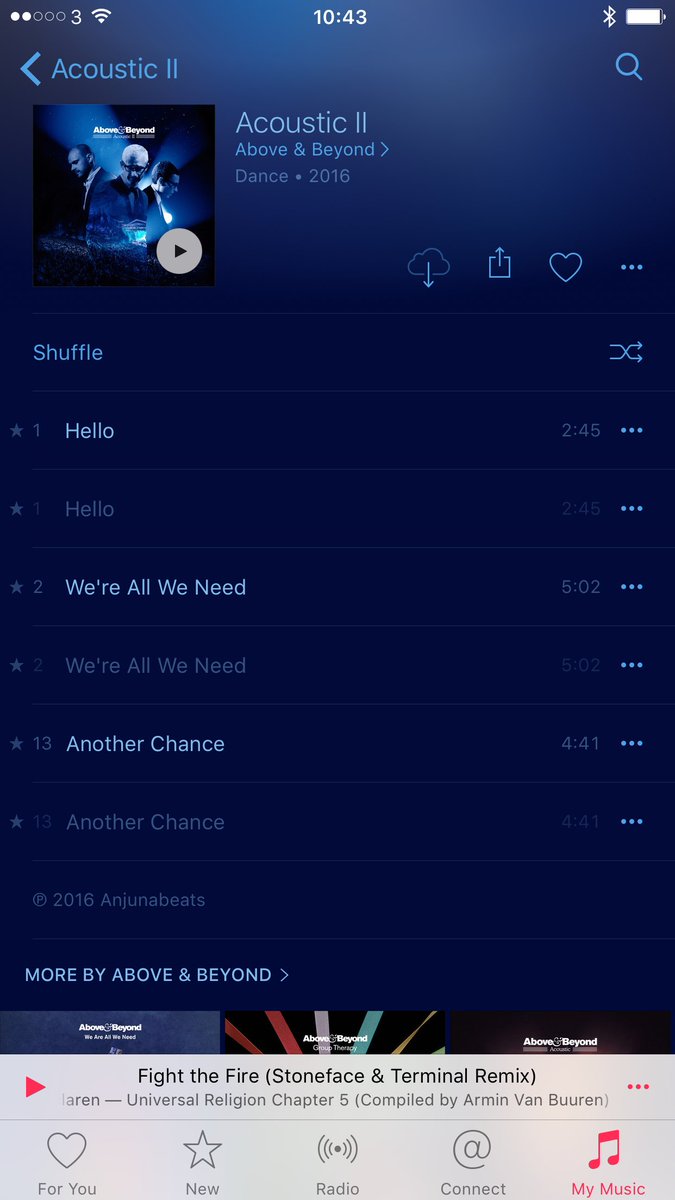 3 10:43
Acoustic II
Above & Beyond
Acoustic II
Acoustic II
Above & Beyond
Dance • 2016
Shuffle
1 Hello 2:45
1 Hello 2:45
2 We're All We Need 5:02
2 We're All We Need 5:02
13 Another Chance 4:41
13 Another Chance 4:41
℗ 2016 Anjunabeats
MORE BY ABOVE & BEYOND
Above&Beyond
We Are All We Need
Above&Beyond
Group Therapy
Above&Beyond
Acoustic
Fight the Fire (Stoneface & Terminal Remix)
laren — Universal Religion Chapter 5 (Compiled by Armin Van Buuren)
For You
New
Radio
Connect
My Music